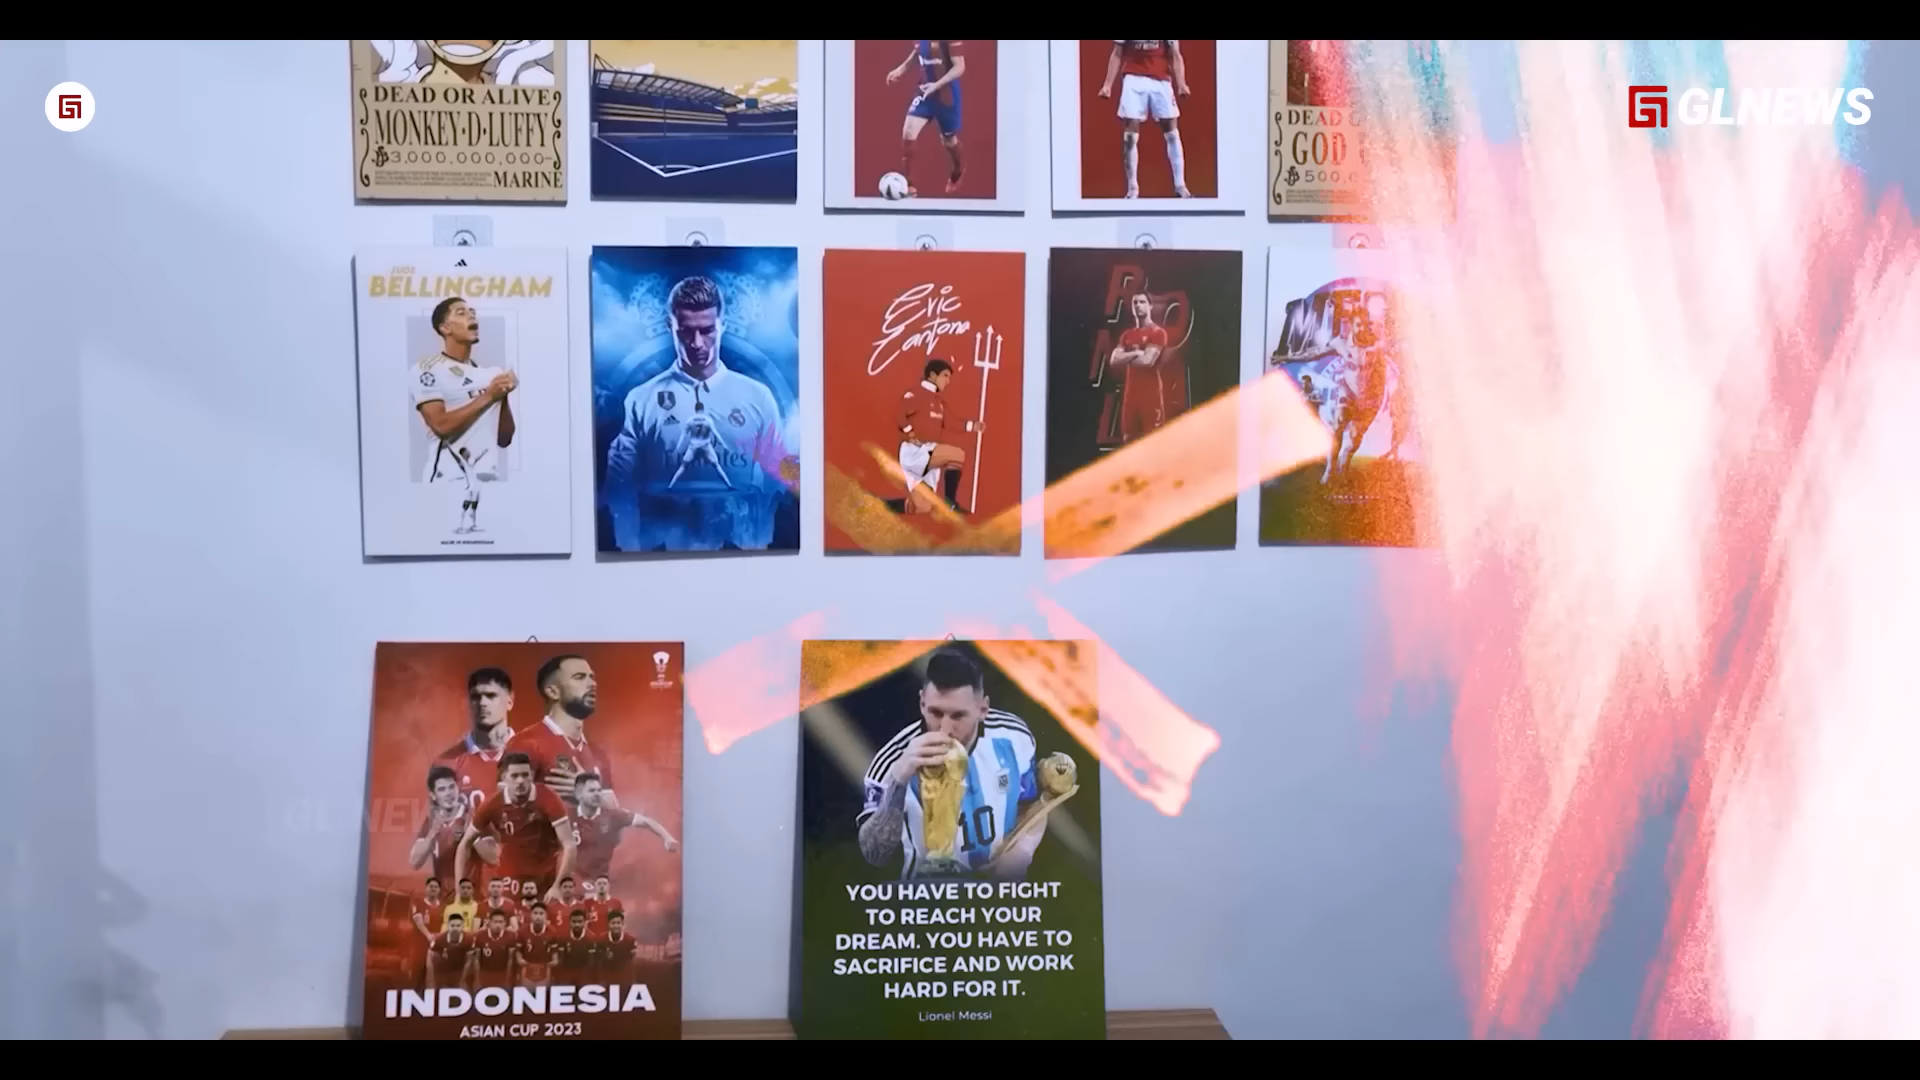 GLNEWS
DEAD OR ALIVE
MONKEY·D·LUFFY
3,000,000,000-
MARINE
DEAD
GOD
500,0
JUDE
BELLINGHAM
Eric
Cantona
INDONESIA
ASIAN CUP 2023
10
YOU HAVE TO FIGHT
TO REACH YOUR
DREAM. YOU HAVE TO
SACRIFICE AND WORK
HARD FOR IT.
Lionel Messi